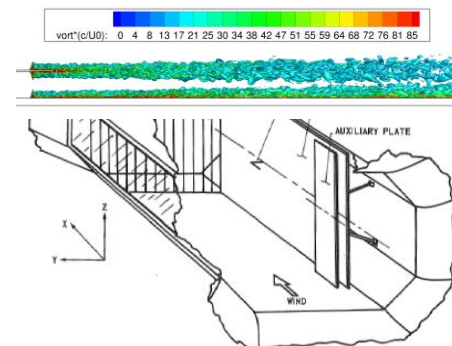 vort*(c/U0): 0 4 8 13 17 21 25 30 34 38 42 47 51 55 59 64 68 72 76 81 85
AUXILIARY PLATE
Z
X
Y
WIND